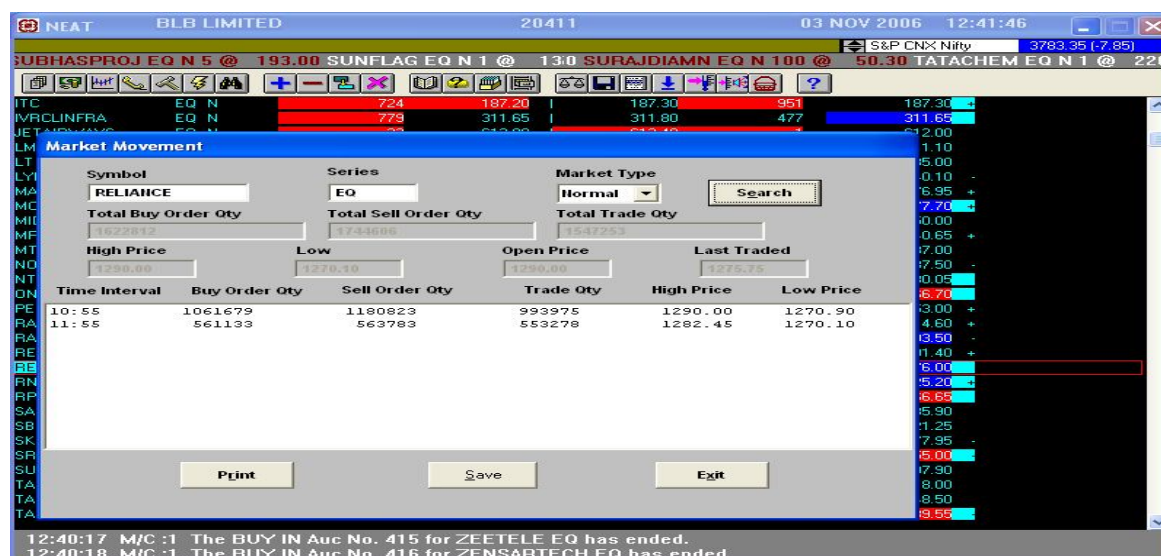 NEAT BLB LIMITED 20411 03 NOV 2006 12:41:46
S&P CNX Nifty 3783.35 (-7.85)
SUBHASPROJ EQ N 5 @ 193.00 SUNFLAG EQ N 1 @ 13.0 SURAJDIAMN EQ N 100 @ 50.30 TATACHEM EQ N 1 @
ITC EQ N 724 187.20 187.30 951 187.30 +
IVRCLINFRA EQ N 779 311.65 311.80 477 311.65
Market Movement
Symbol Series Market Type
RELIANCE EQ Normal Search
Total Buy Order Qty Total Sell Order Qty Total Trade Qty
1622812 1744606 1547253
High Price Low Open Price Last Traded
1290.00 1270.10 1290.00 1275.75
Time Interval Buy Order Qty Sell Order Qty Trade Qty High Price Low Price
10:55 1061679 1180823 993975 1290.00 1270.90
11:55 561133 563783 553278 1282.45 1270.10
Print Save Exit
12:40:17 M/C :1 The BUY IN Auc No. 415 for ZEETELE EQ has ended.
12:40:18 M/C :1 The BUY IN Auc No. 416 for ZENSARTECH EQ has ended